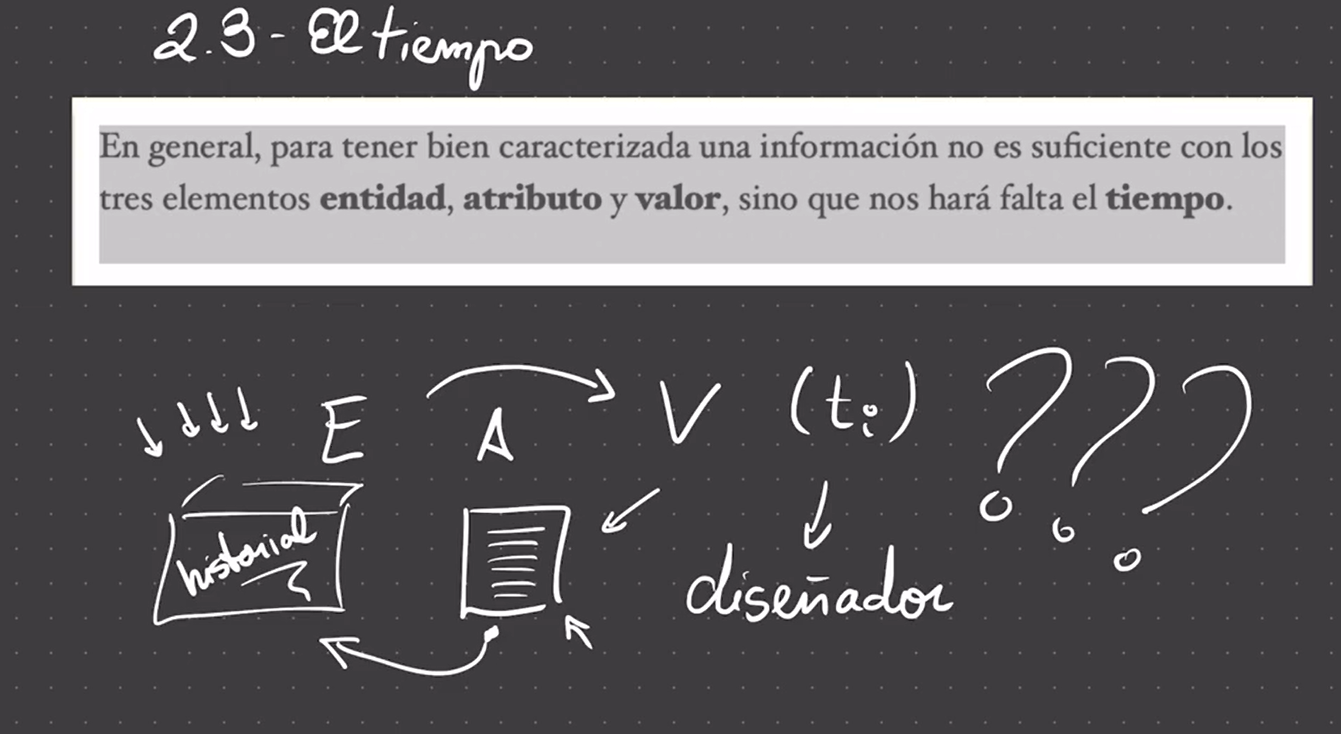 2.3- El tiempo
En general, para tener bien caracterizada una información no es suficiente con los
tres elementos entidad, atributo y valor, sino que nos hará falta el tiempo.
E A V (ti) ???
historial
diseñador